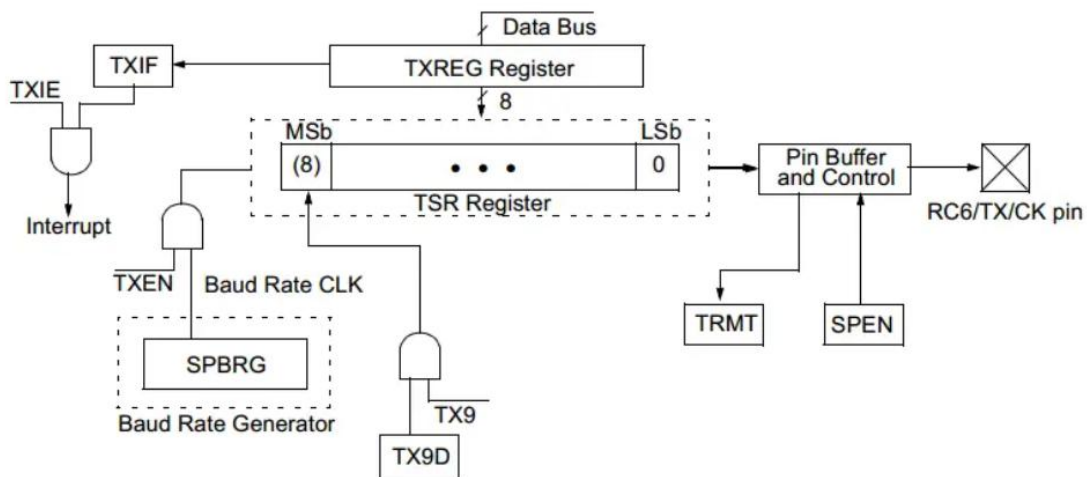 Data Bus
TXIF
TXREG Register
TXIE
8
MSb
LSb
(8)
• • •
0
Pin Buffer
and Control
TSR Register
Interrupt
RC6/TX/CK pin
TXEN
Baud Rate CLK
TRMT
SPEN
SPBRG
TX9
Baud Rate Generator
TX9D